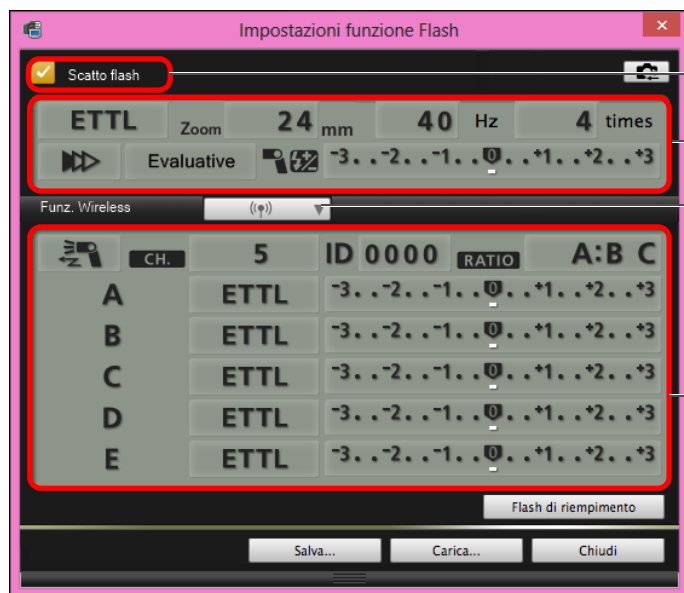 Impostazioni funzione Flash
Scatto flash
ETTL Zoom 24 mm 40 Hz 4 times
Evaluative -3. . -2. . -1. . 0. . +1. . +2. . +3
Funz. Wireless
CH. 5 ID 0000 RATIO A:B C
A ETTL -3. . -2. . -1. . 0. . +1. . +2. . +3
B ETTL -3. . -2. . -1. . 0. . +1. . +2. . +3
C ETTL -3. . -2. . -1. . 0. . +1. . +2. . +3
D ETTL -3. . -2. . -1. . 0. . +1. . +2. . +3
E ETTL -3. . -2. . -1. . 0. . +1. . +2. . +3
Flash di riempimento
Salva... Carica... Chiudi